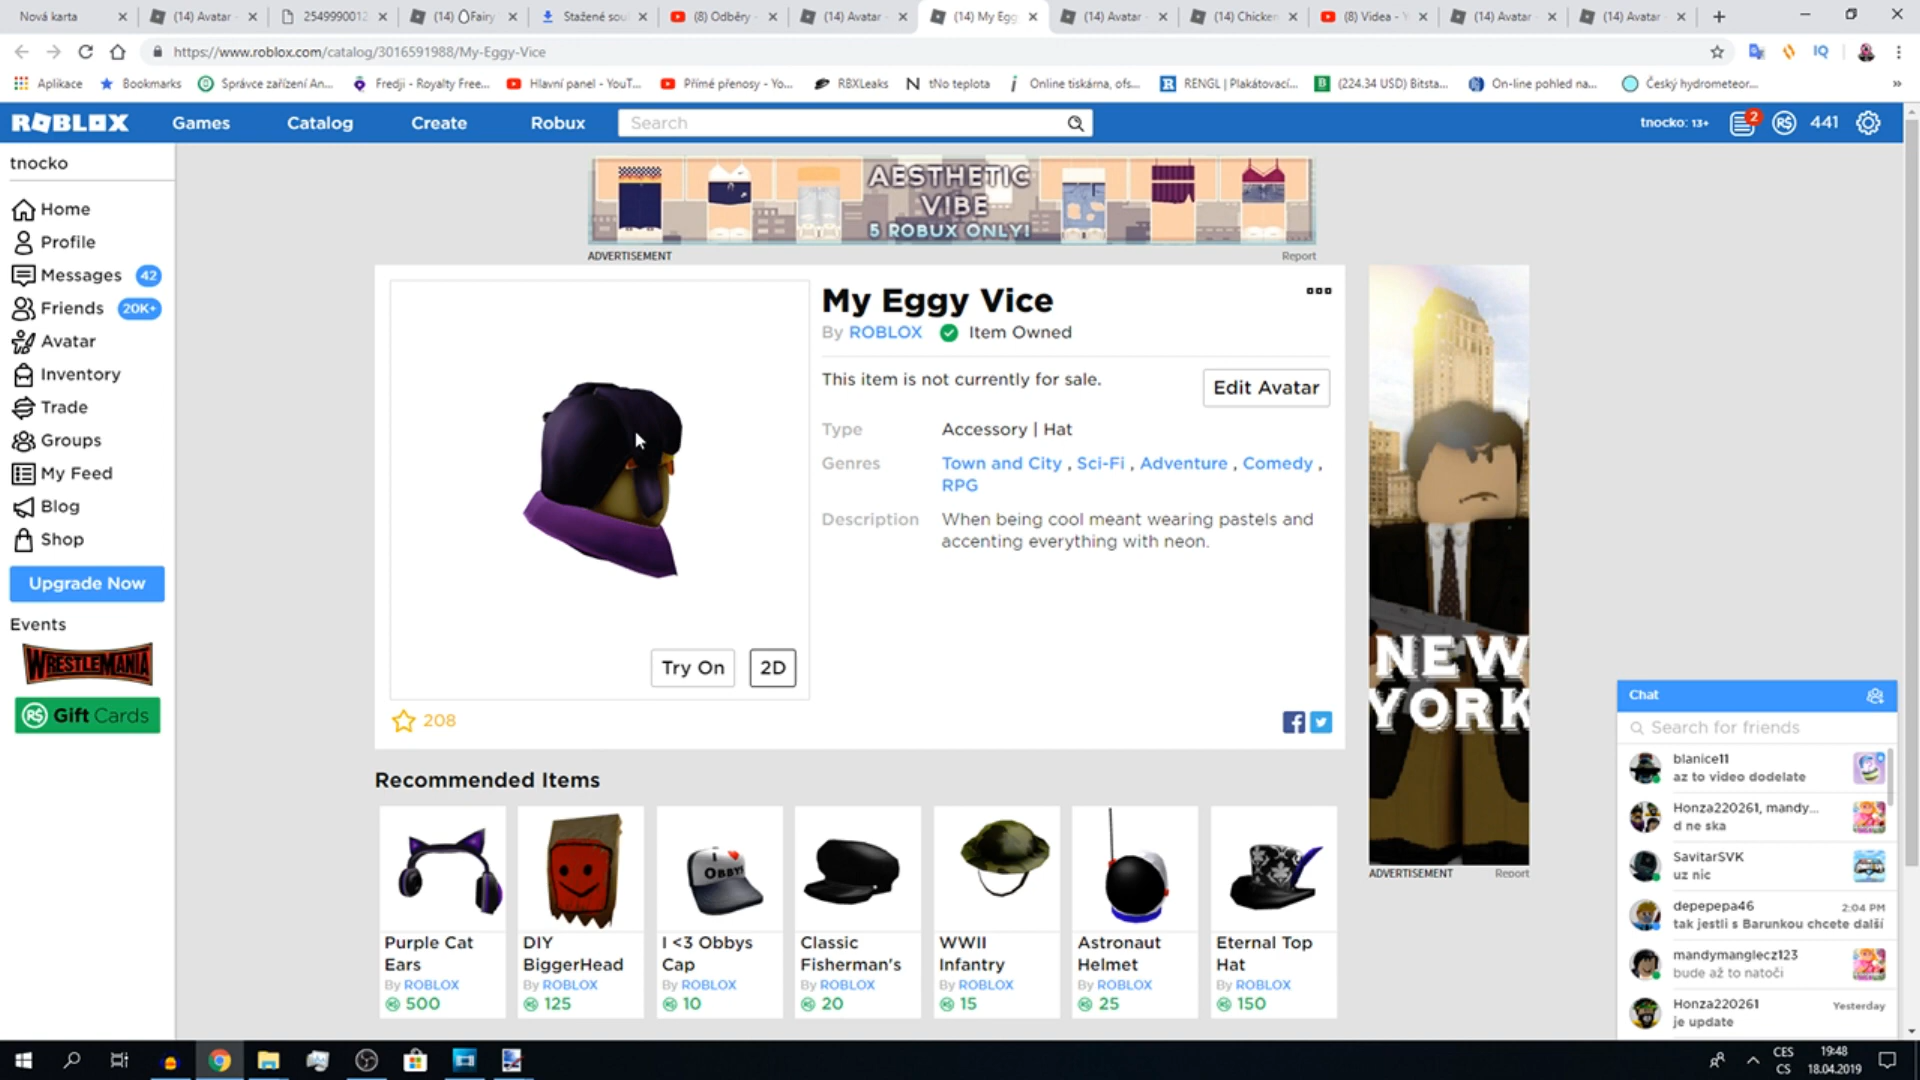 Nová karta
(14) Avatar
2549990012
(14) Fairy
Stažené sou
(8) Odběry -
(14) Avatar -
(14) My Egg
(14) Avatar -
(14) Chicken
(8) Videa - Y
(14) Avatar
(14) Avatar
https://www.roblox.com/catalog/3016591988/My-Eggy-Vice
IQ
Aplikace
Bookmarks
Správce zařízení An...
Fredji - Royalty Free...
Hlavní panel - YouT...
Přímé přenosy - Yo...
RBXLeaks
tNo teplota
Online tiskárna, ofs...
RENGL | Plakátovací...
(224.34 USD) Bitsta...
On-line pohled na...
Český hydrometeor...
ROBLOX
Games
Catalog
Create
Robux
Search
tnocko: 13+
2
R$
441
tnocko
Home
Profile
Messages 42
Friends 20K+
Avatar
Inventory
Trade
Groups
My Feed
Blog
Shop
Upgrade Now
Events
WRESTLEMANIA
R$ Gift Cards
AESTHETIC
VIBE
5 ROBUX ONLY!
ADVERTISEMENT
Report
My Eggy Vice
By ROBLOX Item Owned
This item is not currently for sale.
Edit Avatar
Type Accessory | Hat
Genres Town and City , Sci-Fi , Adventure , Comedy ,
RPG
Description When being cool meant wearing pastels and
accenting everything with neon.
Try On
2D
208
NEW
YORK
ADVERTISEMENT
Report
Recommended Items
I
OBBYS
Purple Cat
Ears
By ROBLOX
500
DIY
BiggerHead
By ROBLOX
125
I <3 Obbys
Cap
By ROBLOX
10
Classic
Fisherman's
By ROBLOX
20
WWII
Infantry
By ROBLOX
15
Astronaut
Helmet
By ROBLOX
25
Eternal Top
Hat
By ROBLOX
150
Chat
Search for friends
blanice11
az to video dodelate
Honza220261, mandy...
d ne ska
SavitarSVK
uz nic
depepepa46 2:04 PM
tak jestli s Barunkou chcete další
mandymanglecz123
bude až to natočí
Honza220261 Yesterday
je update
CES
CS
19:48
18.04.2019